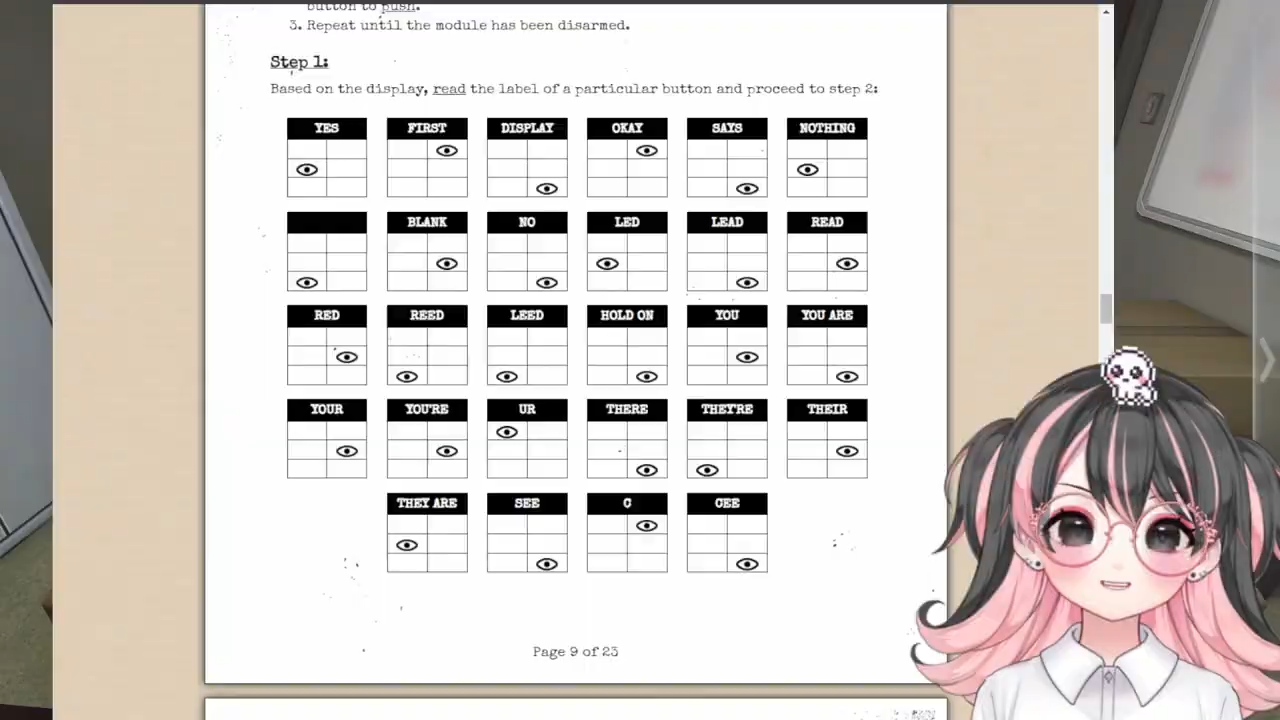 button to push.
3. Repeat until the module has been disarmed.
Step 1:
Based on the display, read the label of a particular button and proceed to step 2:
YES FIRST DISPLAY OKAY SAYS NOTHING
BLANK NO LED LEAD READ
RED REED LEED HOLD ON YOU YOU ARE
YOUR YOU'RE UR THERE THEY'RE THEIR
THEY ARE SEE C CEE
Page 9 of 23